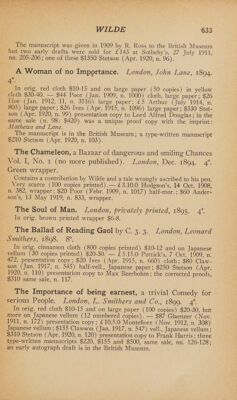 WILDE 633
The manuscript was given in 1909 by R. Ross to the British Museum
but two early drafts were sold for £145 at Sotheby's, 27 July 1911,
no. 205-206; one of these $1350 Stetson (Apr. 1920, n. 96).
A Woman of no Importance. London, John Lane, 1894.
4°.
In orig. red cloth $10-15 and on large paper (50 copies) in yellow
cloth $30-40. — $44 Poor (Jan. 1909, n. 1000) cloth, large paper; $26
Hoe (Jan. 1912, II, n. 3516) large paper; £5 Arthur (July 1914, n.
808) large paper; $26 Ives (Apr. 1915, n. 1096) large paper; $330 Stet-
son (Apr. 1920, n. 99) presentation copy to Lord Alfred Douglas; in the
same sale (n. 98: $420) was a unique proof copy with the imprint:
Mathews and Lane.
The manuscript is in the British Museum; a type-written manuscript
$210 Stetson (Apr. 1920, n. 103).
The Chameleon, a Bazaar of dangerous and smiling Chances
Vol. I, No. 1 (no more published). London, Dec. 1894. 4°.
Green wrapper.
Contains a contribution by Wilde and a tale wrongly ascribed to his pen.
Very scarce (100 copies printed). — £3.10.0 Hodgson's, 14 Oct. 1908,
n. 382, wrapper; $20 Poor (Febr. 1909, n. 1017) half-mor.; $60 Ander-
son's, 13 May 1919, n. 833, wrapper.
The Soul of Man. London, privately printed, 1895. 4°.
In orig. brown printed wrapper $6-8.
The Ballad of Reading Gaol by C. 3. 3. London, Leonard
Smithers, 1898. 8°.
In orig. cinnamon cloth (800 copies printed) $10-12 and on Japanese
vellum (30 copies printed) $20-30. — £3.15.0 Puttick's, 7 Oct. 1909, n.
472, presentation copy; $20 Ives (Apr. 1915, n. 660) cloth; $80 Claw-
son (Jan. 1917, n. 545) half-vell., Japanese paper; $250 Stetson (Apr.
1920, n. 110) presentation copy to Max Beerbohm; the corrected proofs,
$310 same sale, n. 117.
The Importance of being earnest, a trivial Comedy for
serious People. London, L. Smithers and Co., 1899. 4°.
In orig. red cloth $10-15 and on large paper (100 copies) $20-30, but
more on Japanese vellum (12 numbered copies). — $87 Glaenzer (Nov.
1911, n. 172) presentation copy; £10.5.0 Montefiore (Nov. 1912, n. 308)
Japanese vellum; $155 Clawson (Jan. 1917, n. 547) vell., Japanese vellum;
$310 Stetson (Apr. 1920, n. 120) presentation copy to Frank Harris; three
type-written manuscripts $220, $155 and $500, same sale, nn. 126-128;
an early autograph draft is in the British Museum.